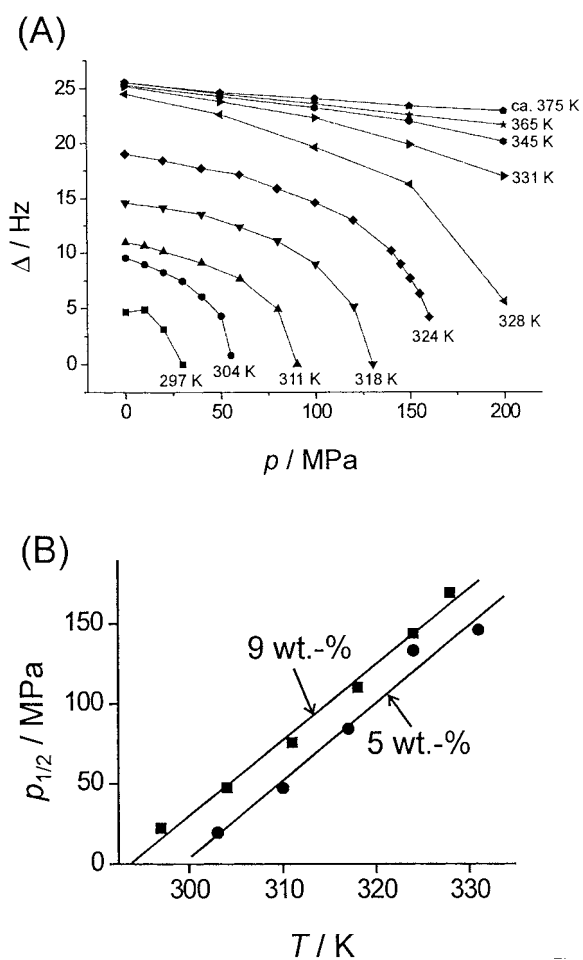 (A)
Δ / Hz
25
20
15
10
5
0
ca. 375 K
365 K
345 K
331 K
328 K
324 K
318 K
311 K
304 K
297 K
0
50
100
150
200
p / MPa
(B)
p1/2 / MPa
150
100
50
0
9 wt.-%
5 wt.-%
300
310
320
330
T / K